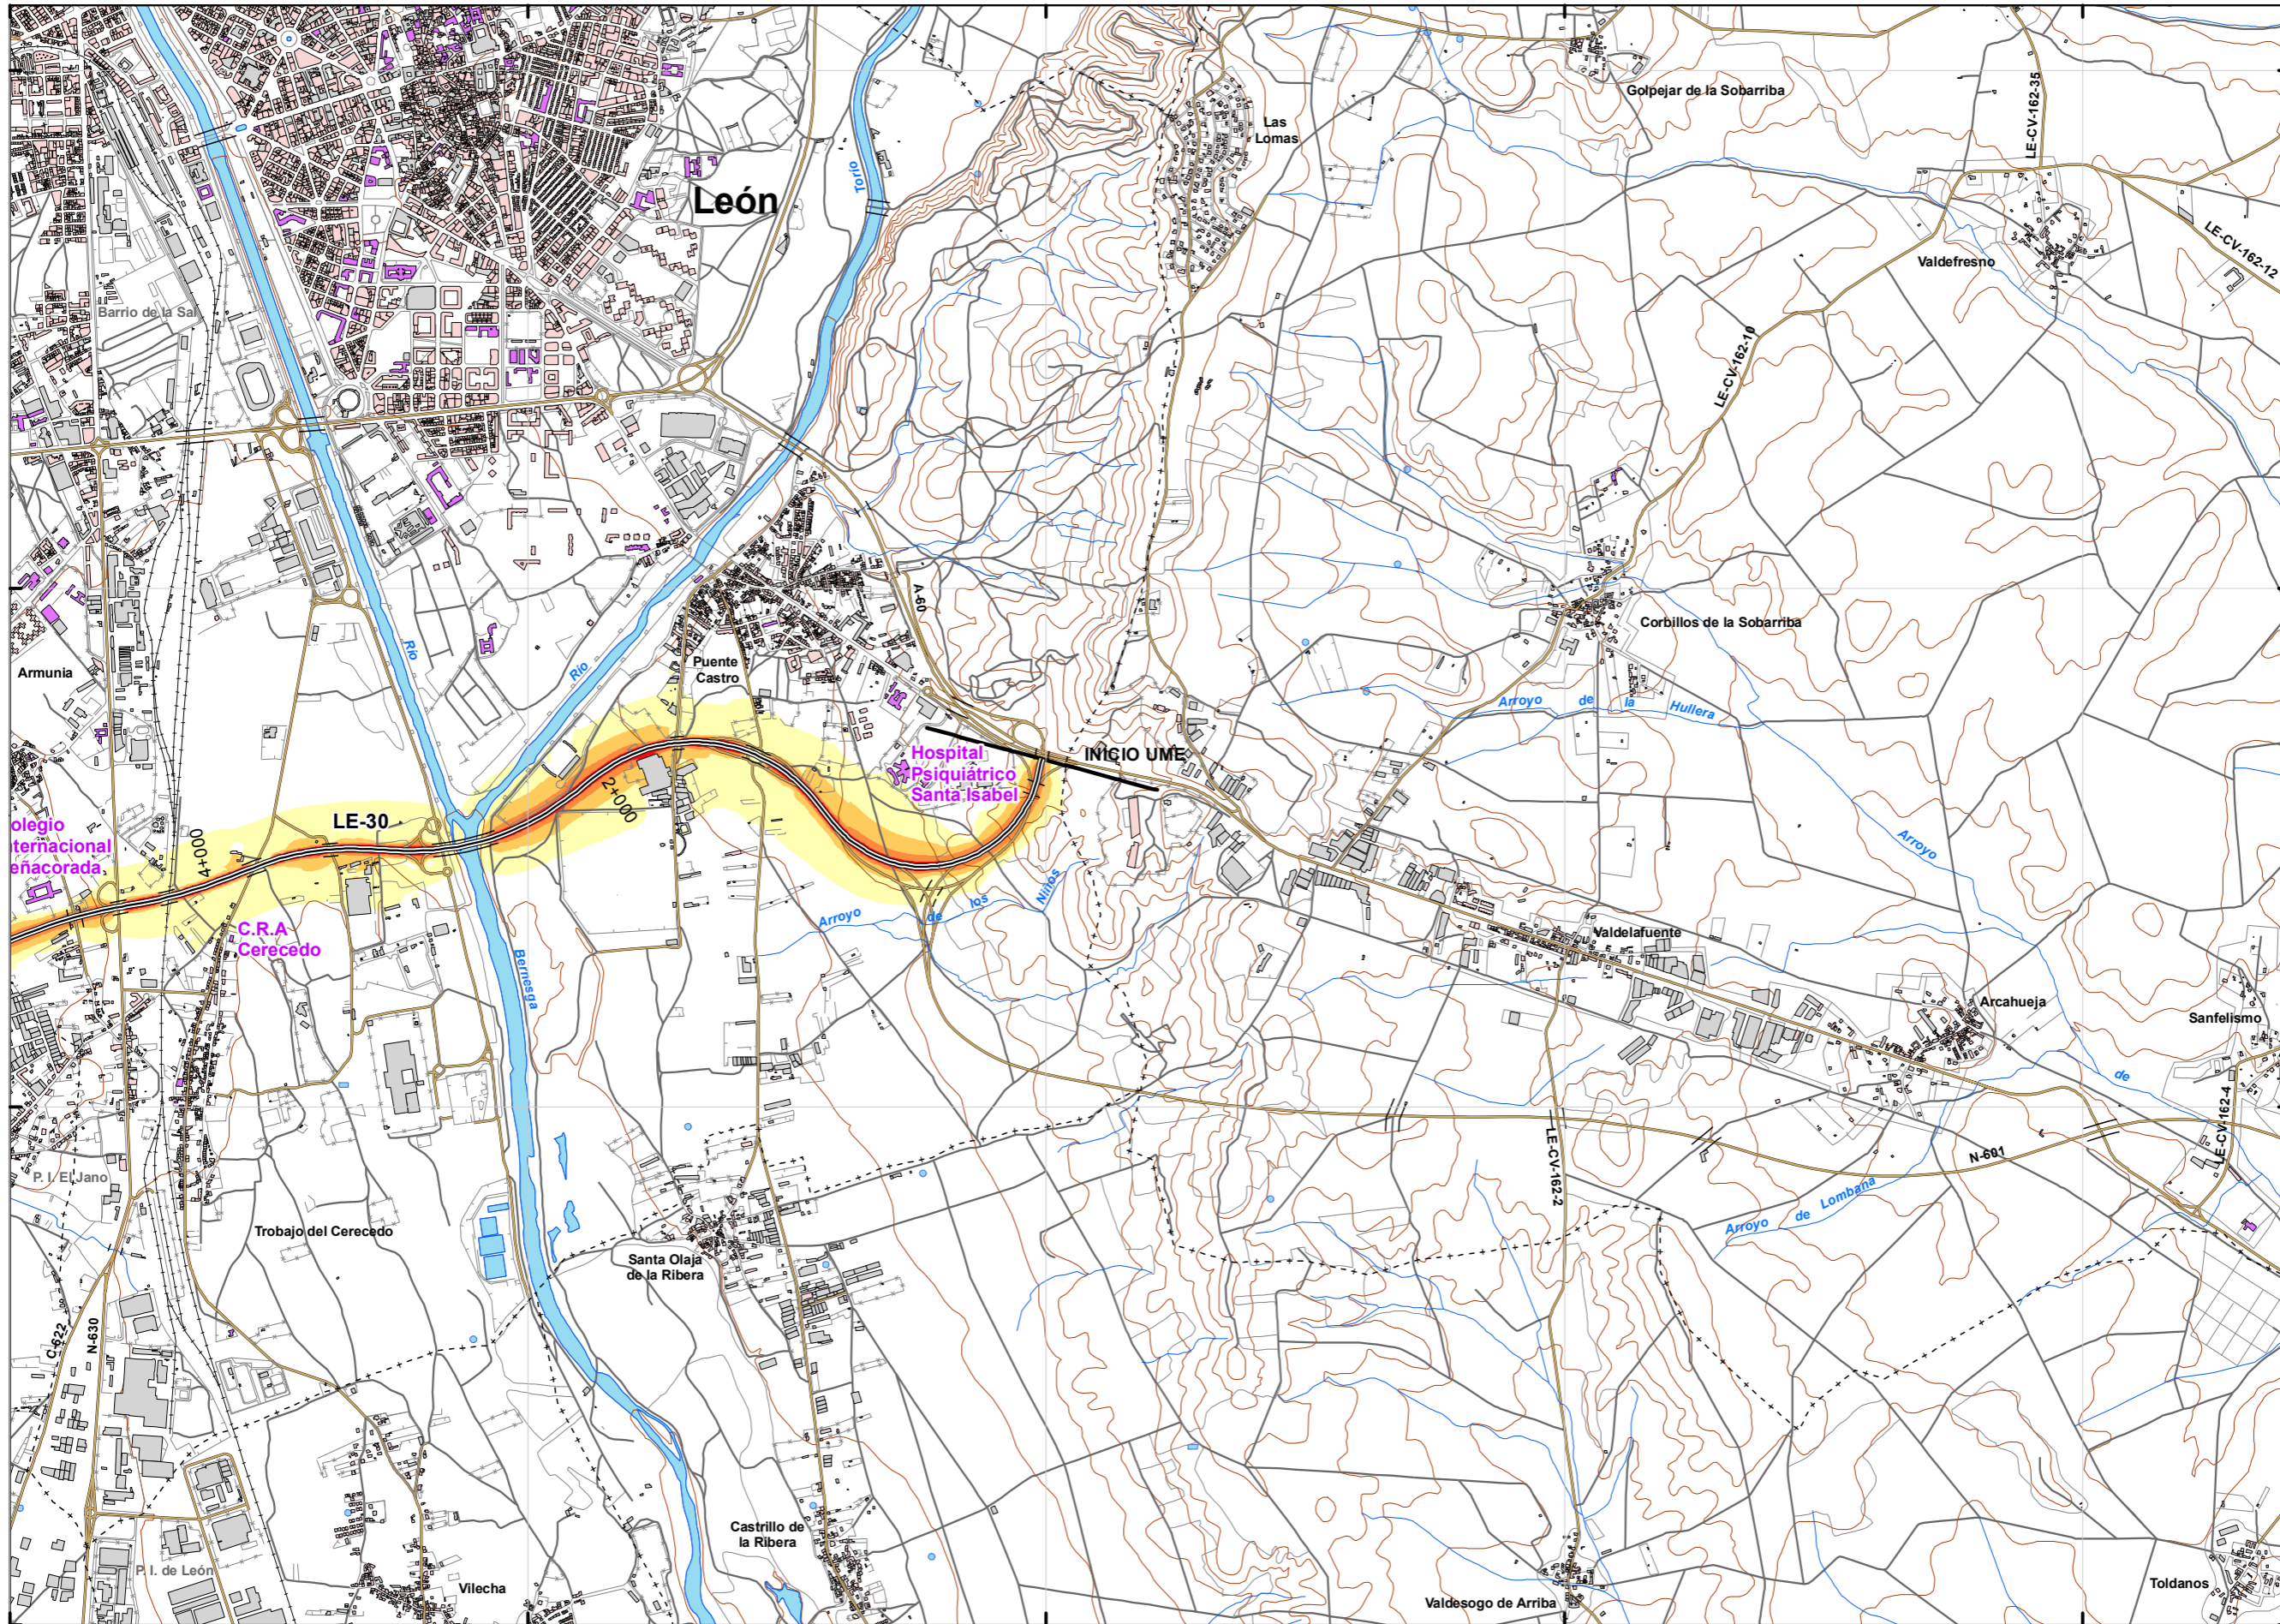 Golpejar de la Sobarriba
LE-CV-162-35
Las
Lomas
Torío
León
LE-CV-162-12
Valdefresno
Barrio de la Sal
LE-CV-162-10
A-60
Corbillos de la Sobarriba
Río
Río
Puente
Castro
Armunia
Arroyo de la Hullera
INICIO UME
Hospital
Psiquiátrico
Santa Isabel
2+000
LE-30
4+000
olegio
ternacional
eñacorada
Arroyo
Niños
Arroyo de los
C.R.A
Cerecedo
Valdelafuente
Bernesga
Arcahueja
Sanfelismo
de
LE-CV-162-4
LE-CV-162-2
N-601
P. I. El Jano
Arroyo de Lombana
Trobajo del Cerecedo
Santa Olaja
de la Ribera
C-622
N-630
Castrillo de
la Ribera
P. I. de León
Vilecha
Valdesogo de Arriba
Toldanos